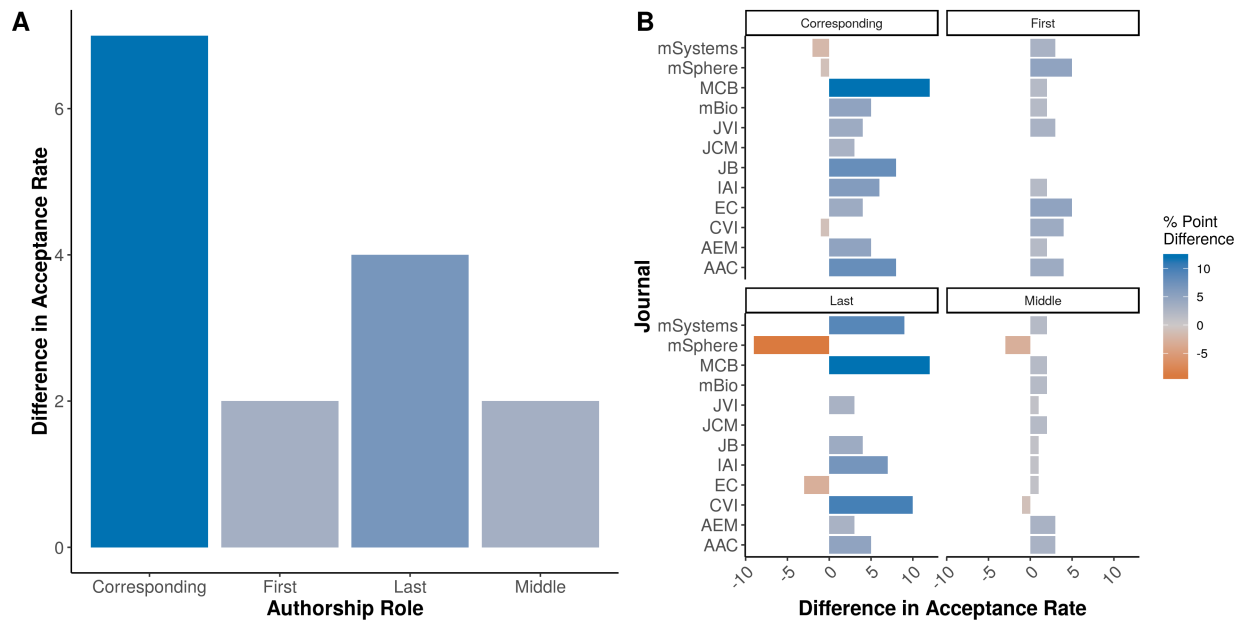 A
Difference in Acceptance Rate
6
4
2
0
Corresponding First Last Middle
Authorship Role
B
Journal
Corresponding First
mSystems
mSphere
MCB
mBio
JVI
JCM
JB
IAI
EC
CVI
AEM
AAC
Last Middle
mSystems
mSphere
MCB
mBio
JVI
JCM
JB
IAI
EC
CVI
AEM
AAC
-10 -5 0 5 10 -10 -5 0 5 10
Difference in Acceptance Rate
% Point
Difference
10
5
0
-5